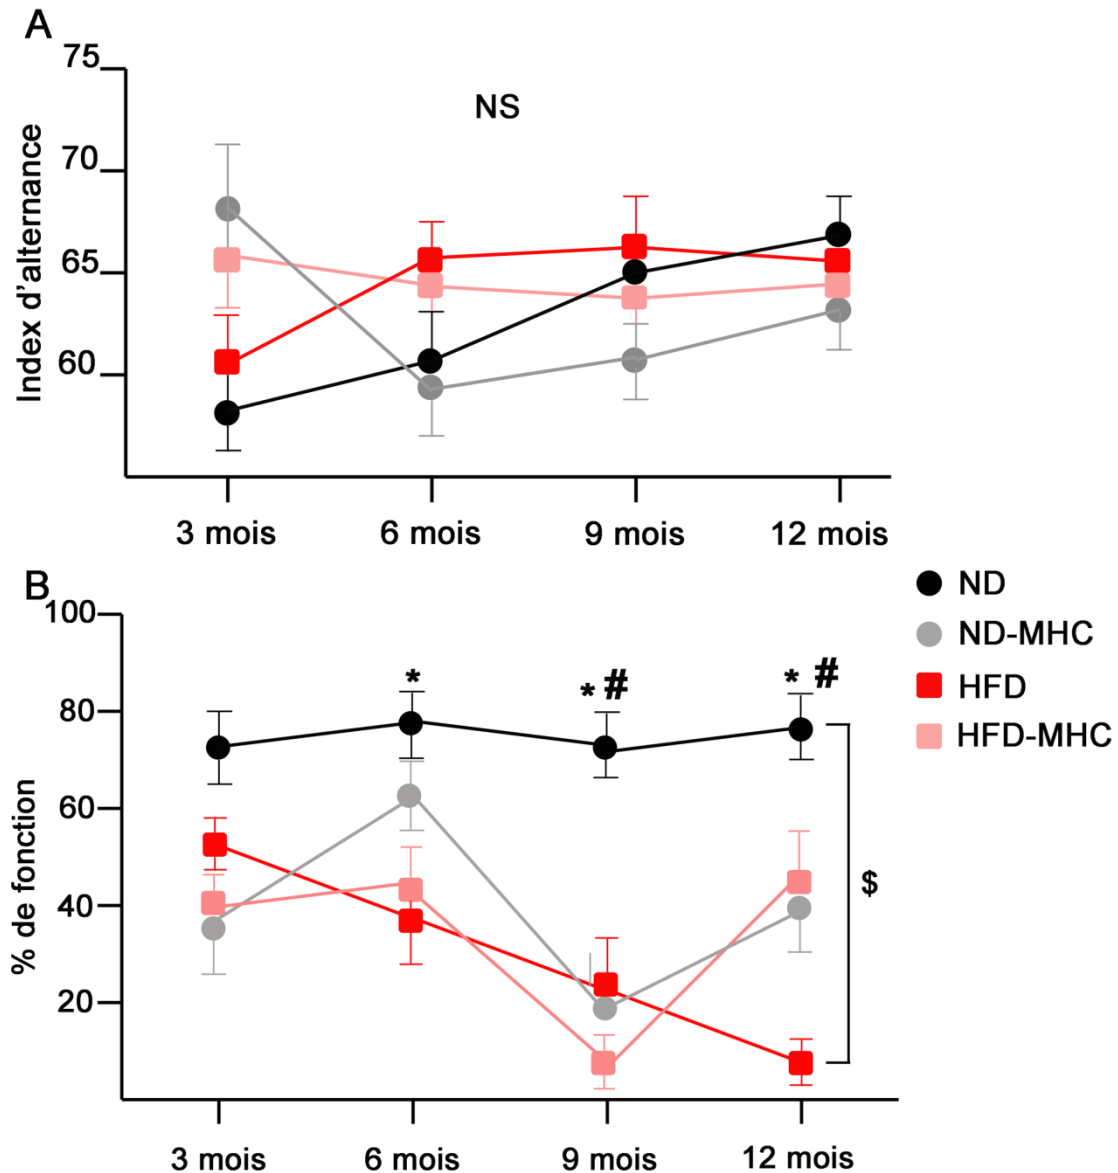 A
75
70
65
60
Index d'alternance
NS
3 mois 6 mois 9 mois 12 mois
B
100
80
60
40
20
% de fonction
* * # * #
$
3 mois 6 mois 9 mois 12 mois
ND
ND-MHC
HFD
HFD-MHC